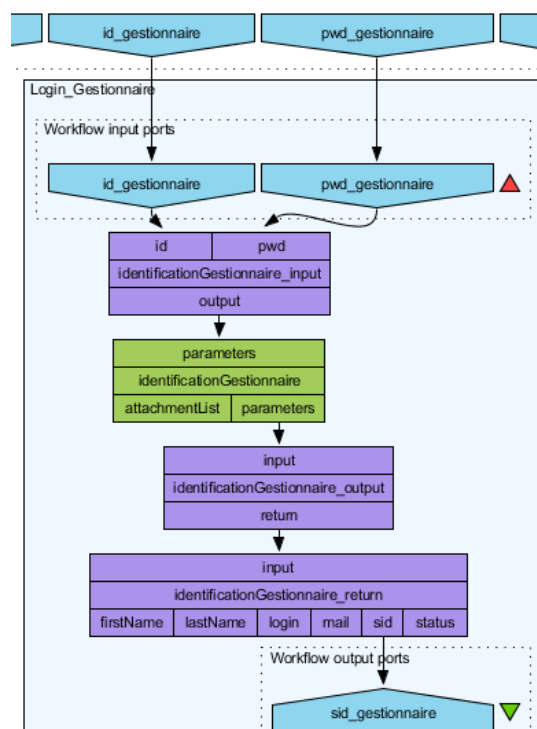 id_gestionnaire pwd_gestionnaire
Login_Gestionnaire
Workflow input ports
id_gestionnaire pwd_gestionnaire
id pwd
identificationGestionnaire_input
output
parameters
identificationGestionnaire
attachmentList parameters
input
identificationGestionnaire_output
return
input
identificationGestionnaire_return
firstName lastName login mail sid status
Workflow output ports
sid_gestionnaire